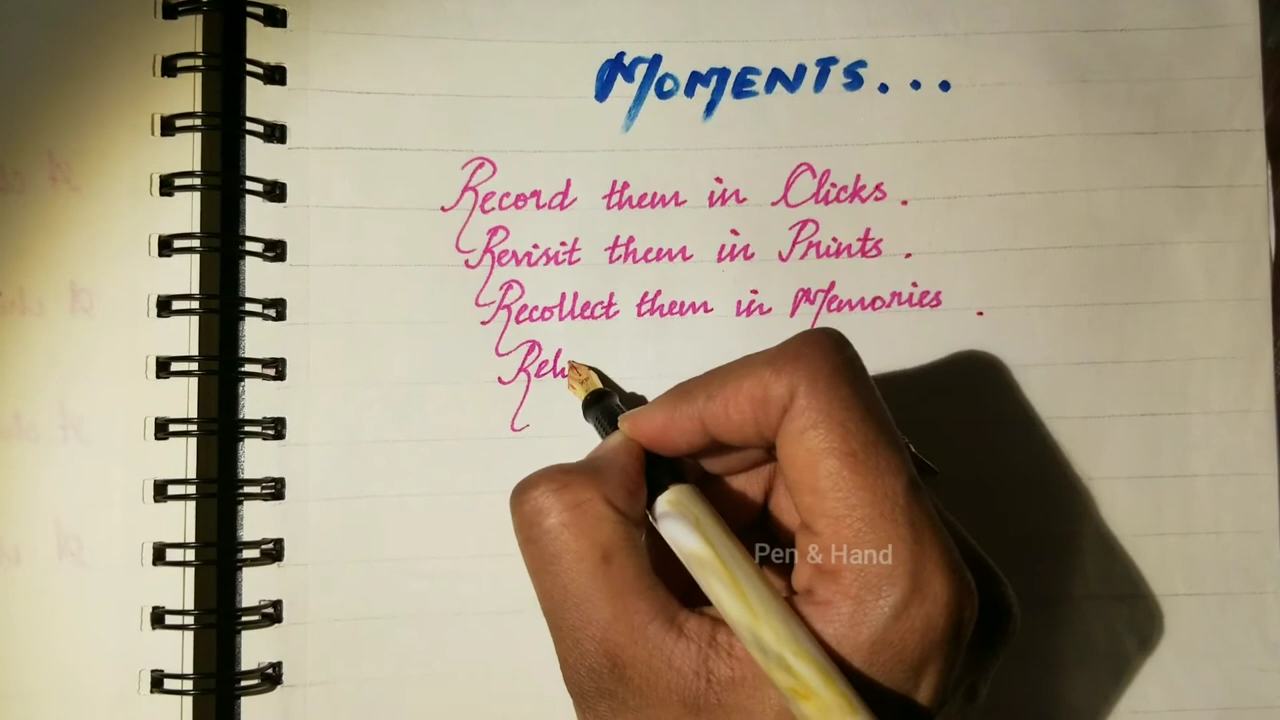 MOMENTS...
Record them in Clicks.
Revisit them in Prints.
Recollect them in Memories.
Pen & Hand